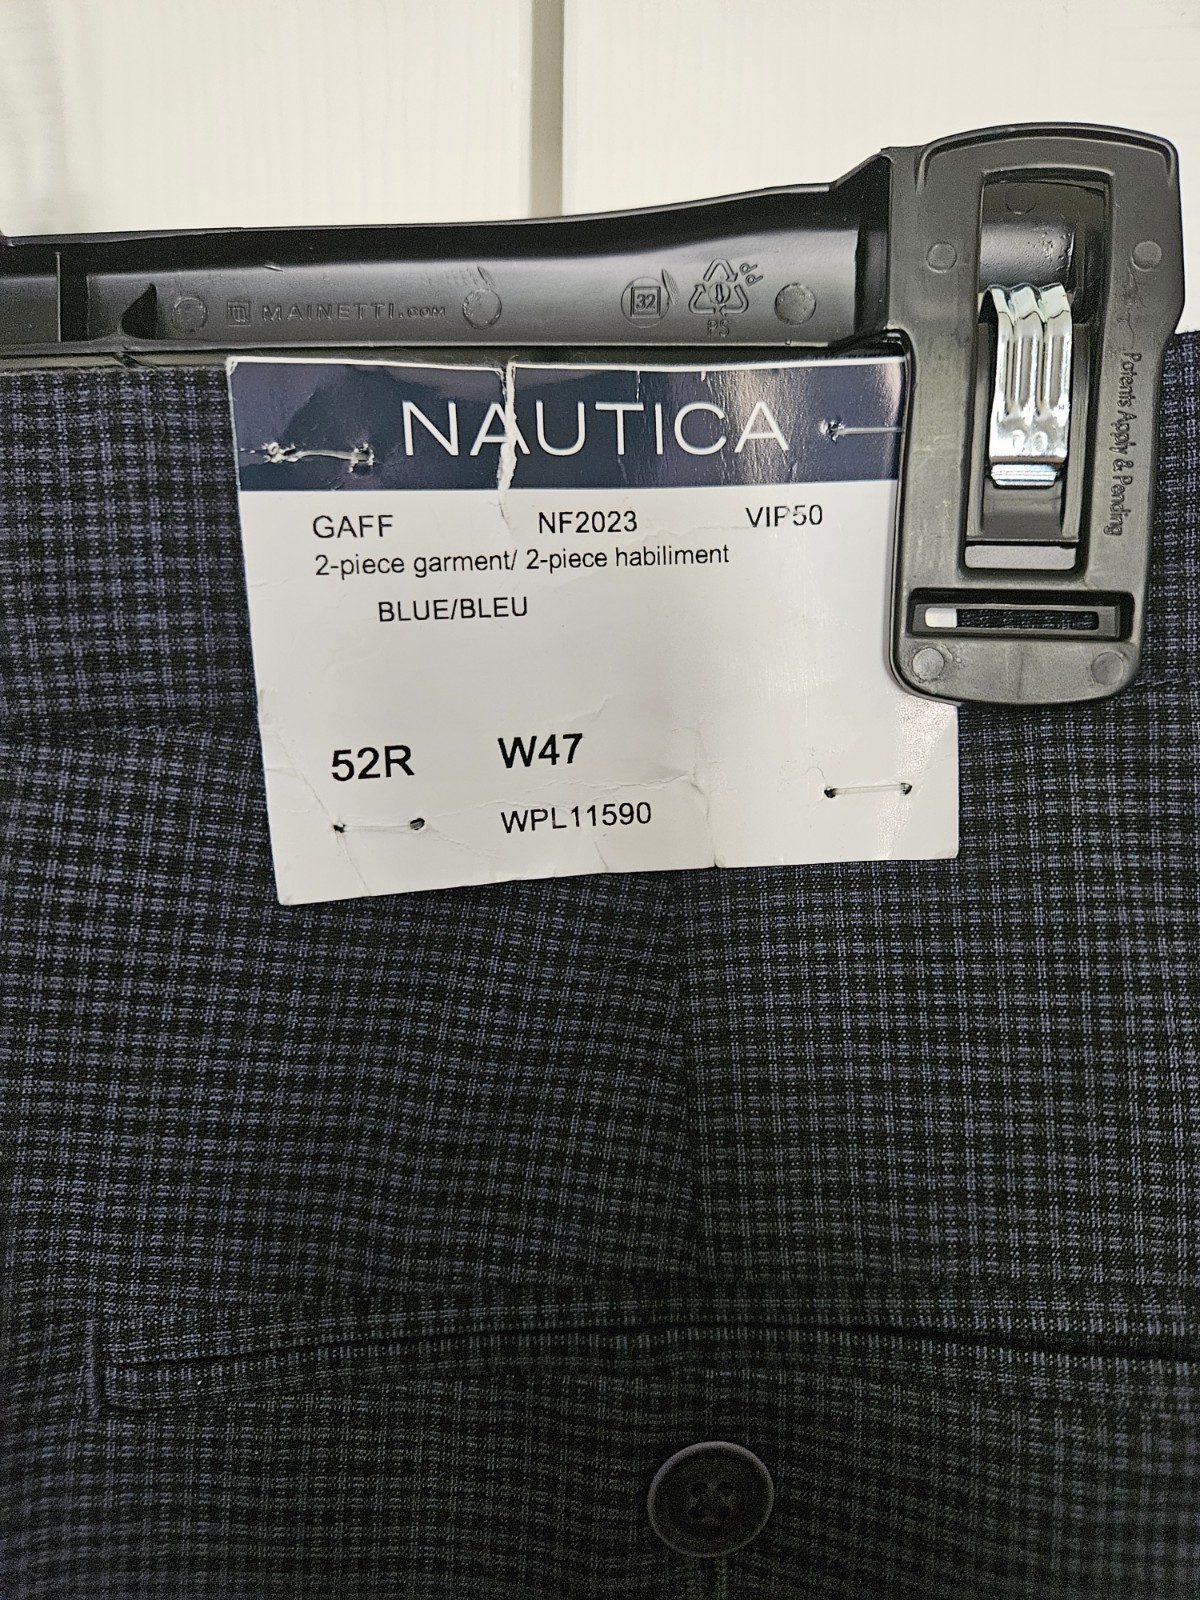 MAINETTI.com
32
PP
PS
Patents Apply & Pending
NAUTICA
GAFF NF2023 VIP50
2-piece garment/ 2-piece habiliment
BLUE/BLEU
52R W47
WPL11590